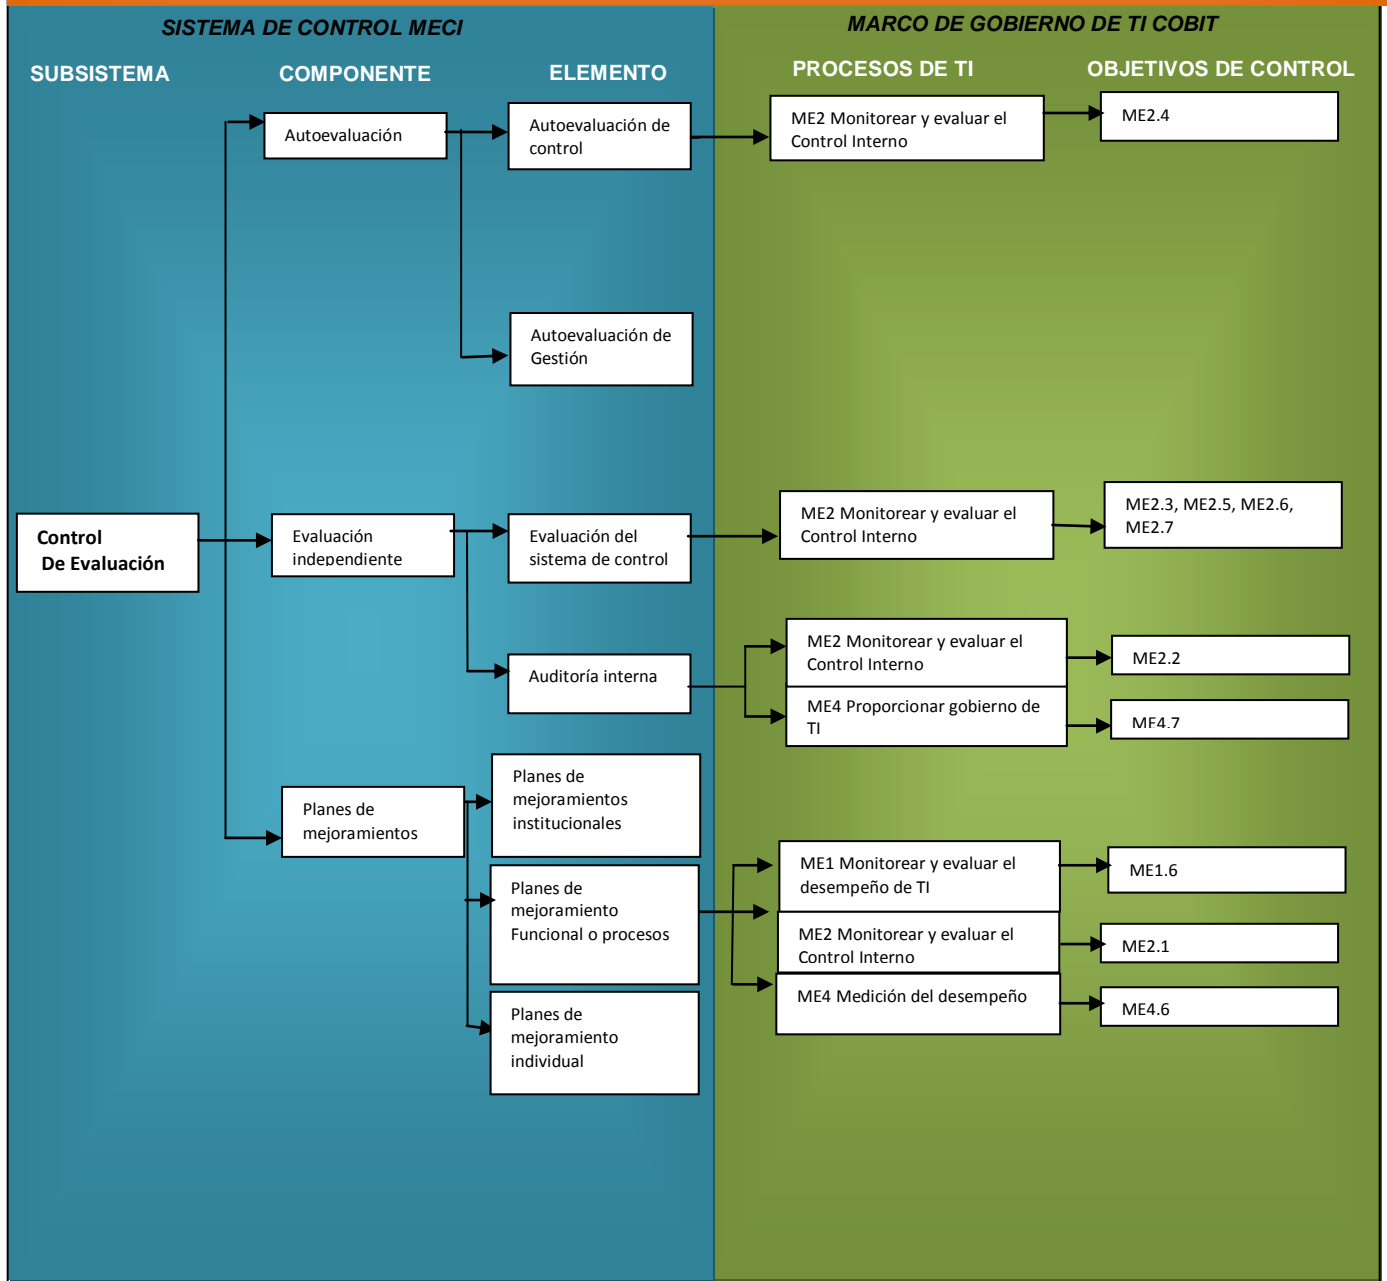 SISTEMA DE CONTROL MECI
MARCO DE GOBIERNO DE TI COBIT
SUBSISTEMA
COMPONENTE
ELEMENTO
PROCESOS DE TI
OBJETIVOS DE CONTROL
Autoevaluación
Autoevaluación de
control
ME2 Monitorear y evaluar el
Control Interno
ME2.4
Autoevaluación de
Gestión
Control
De Evaluación
Evaluación
independiente
Evaluación del
sistema de control
ME2 Monitorear y evaluar el
Control Interno
ME2.3, ME2.5, ME2.6,
ME2.7
Auditoría interna
ME2 Monitorear y evaluar el
Control Interno
ME2.2
ME4 Proporcionar gobierno de
TI
ME4.7
Planes de
mejoramientos
Planes de
mejoramientos
institucionales
Planes de
mejoramiento
Funcional o procesos
ME1 Monitorear y evaluar el
desempeño de TI
ME1.6
ME2 Monitorear y evaluar el
Control Interno
ME2.1
ME4 Medición del desempeño
ME4.6
Planes de
mejoramiento
individual